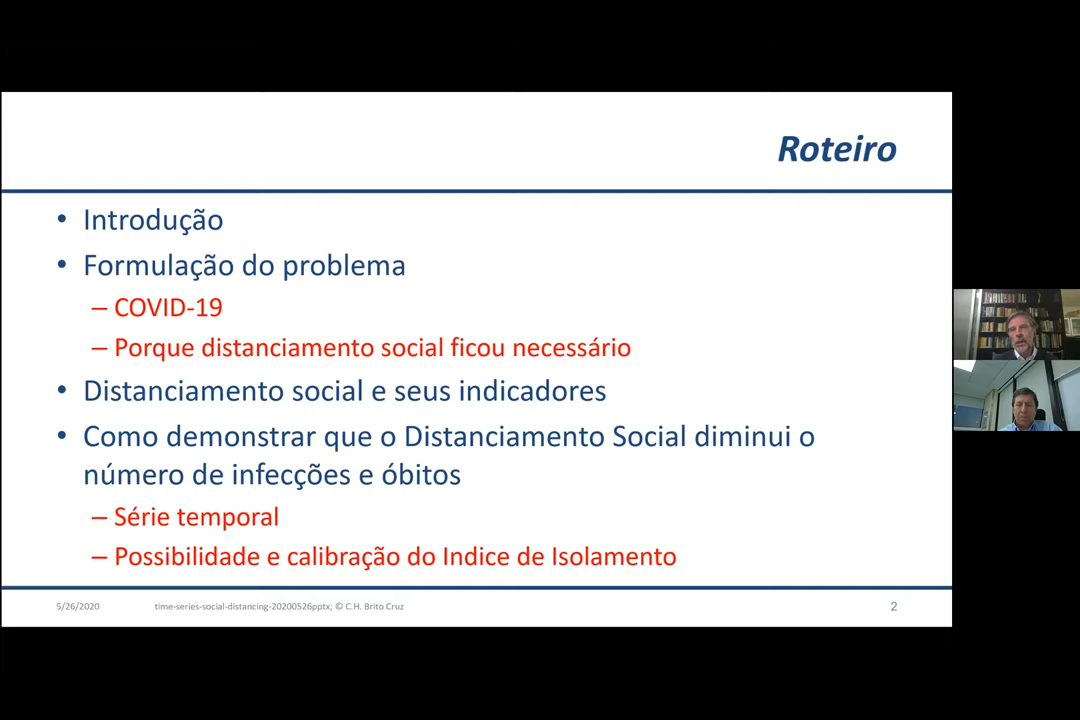 Roteiro
• Introdução
• Formulação do problema
– COVID-19
– Porque distanciamento social ficou necessário
• Distanciamento social e seus indicadores
• Como demonstrar que o Distanciamento Social diminui o
número de infecções e óbitos
– Série temporal
– Possibilidade e calibração do Indice de Isolamento
5/26/2020 time-series-social-distancing-20200526pptx; © C.H. Brito Cruz 2